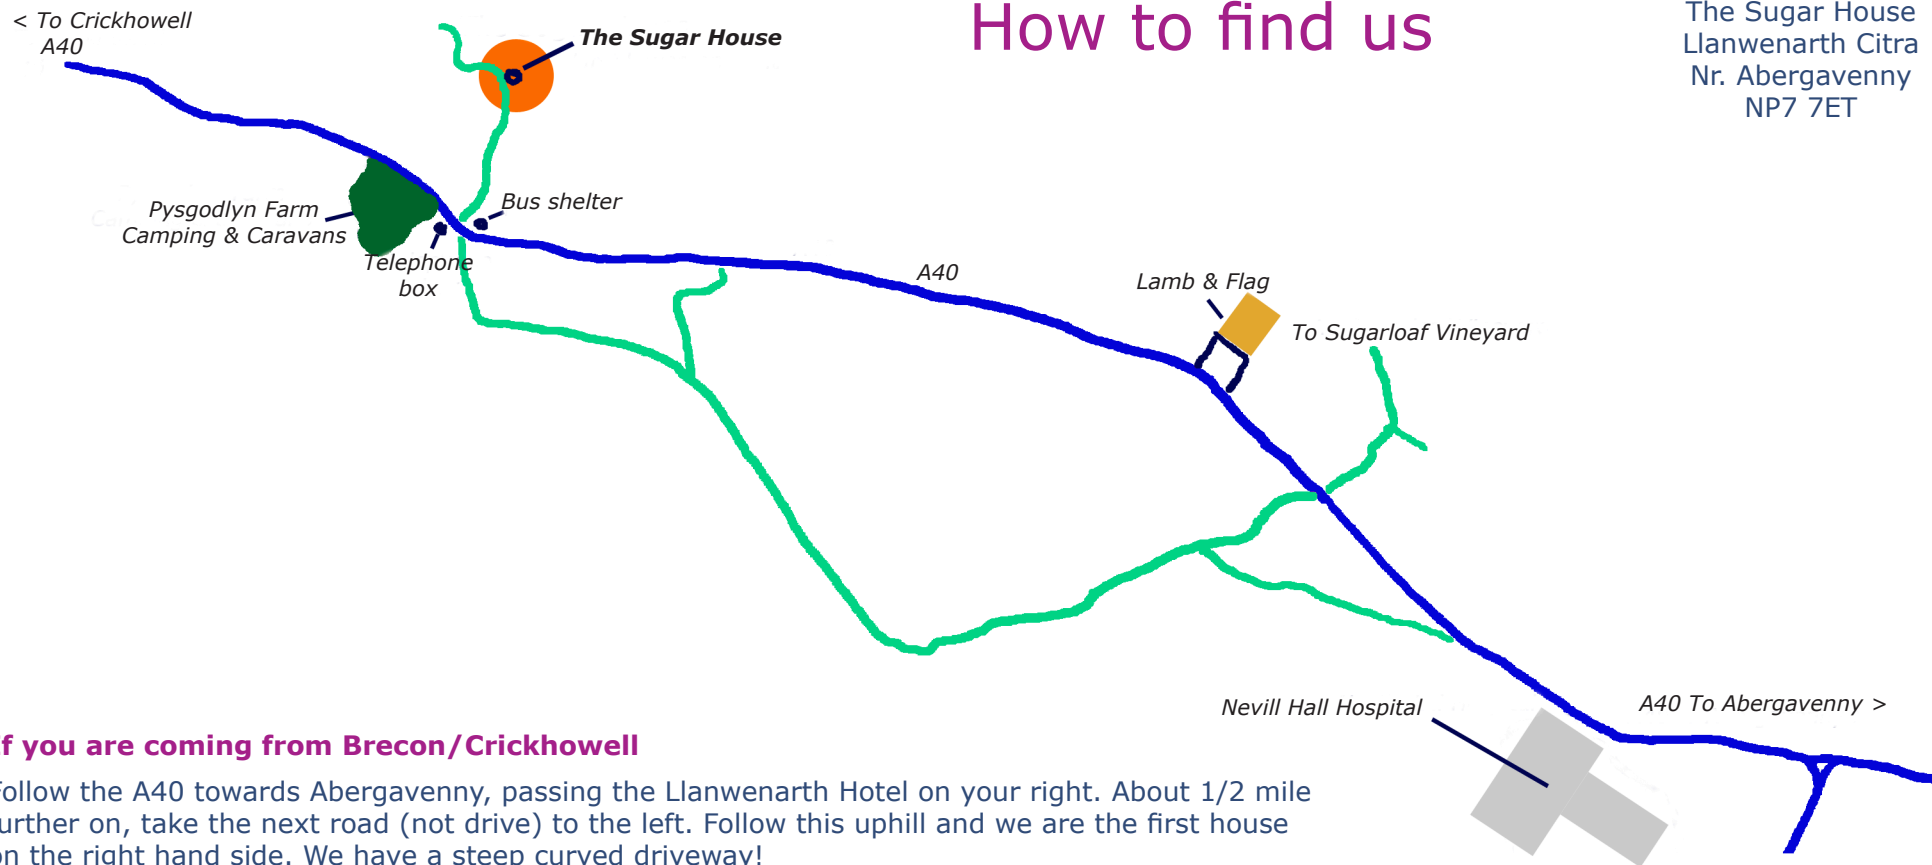 How to find us
The Sugar House
Llanwenarth Citra
Nr. Abergavenny
NP7 7ET
< To Crickhowell
A40
The Sugar House
Pysgodlyn Farm
Camping & Caravans
Bus shelter
Telephone
box
A40
Lamb & Flag
To Sugarloaf Vineyard
Nevill Hall Hospital
A40 To Abergavenny >
If you are coming from Brecon/Crickhowell
Follow the A40 towards Abergavenny, passing the Llanwenarth Hotel on your right. About 1/2 mile
further on, take the next road (not drive) to the left. Follow this uphill and we are the first house
on the right hand side. We have a steep curved driveway!